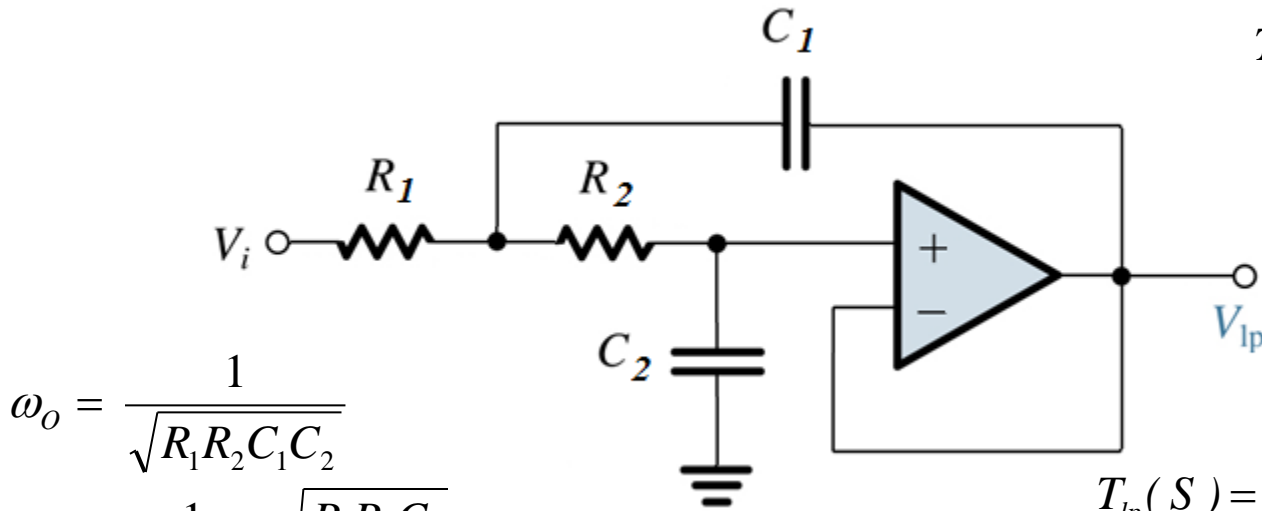 C1
T
R1
R2
Vi
+
−
Vlp
C2
ωO = 1 / √R1R2C1C2
Tlp( S ) =